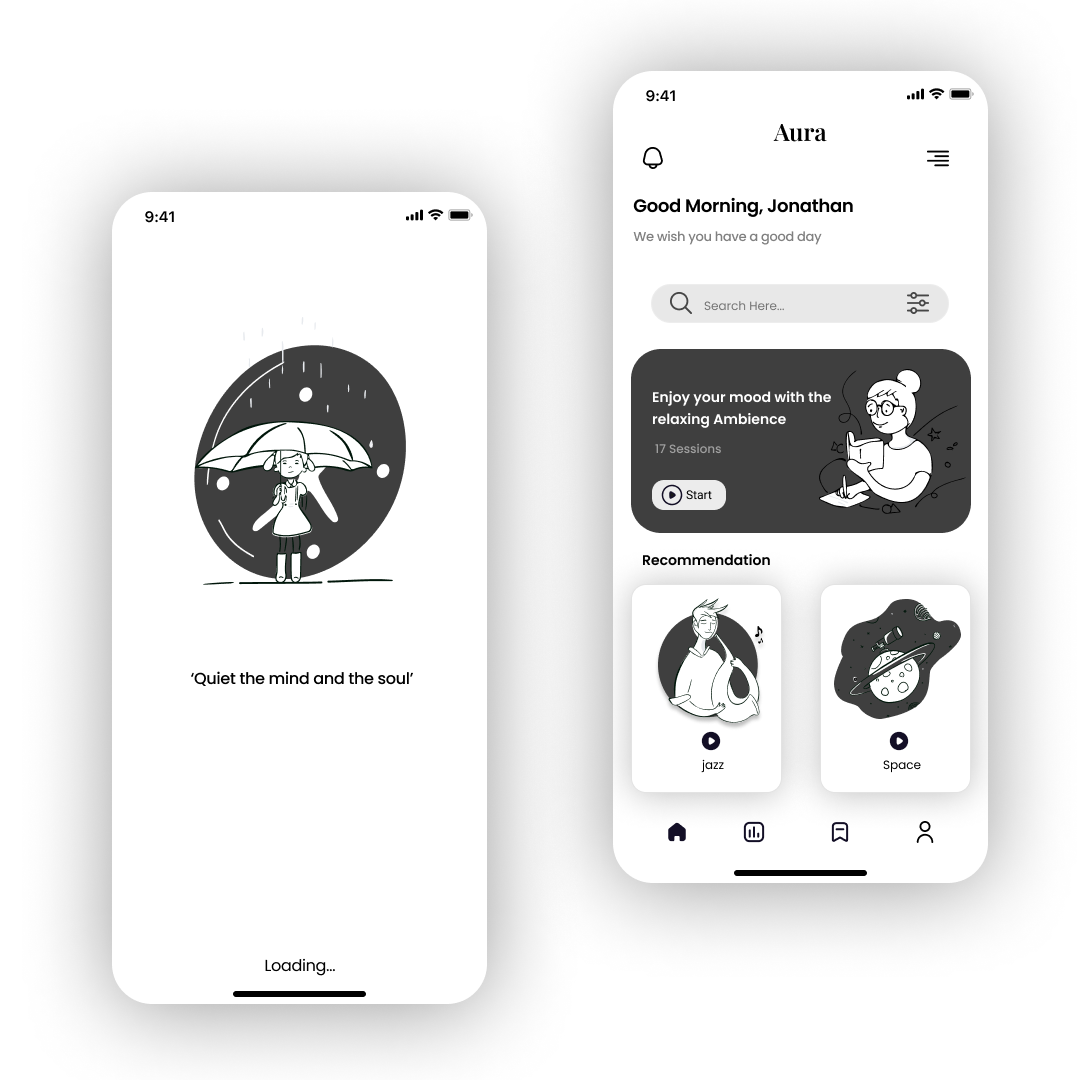 9:41
‘Quiet the mind and the soul’
Loading...
9:41
Aura
Good Morning, Jonathan
We wish you have a good day
Search Here...
Enjoy your mood with the
relaxing Ambience
17 Sessions
Start
Recommendation
jazz
Space